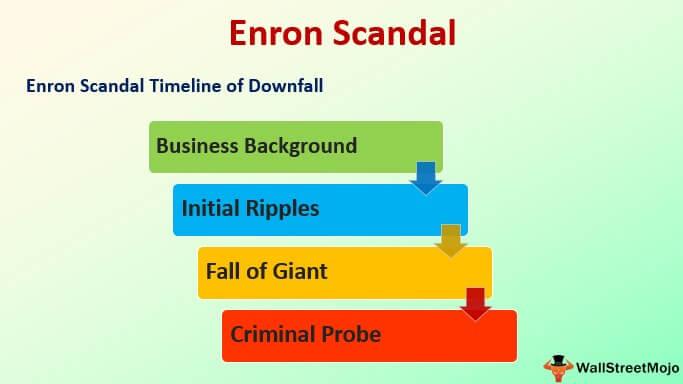 Enron Scandal
Enron Scandal Timeline of Downfall
Business Background
Initial Ripples
Fall of Giant
Criminal Probe
WallStreetMojo